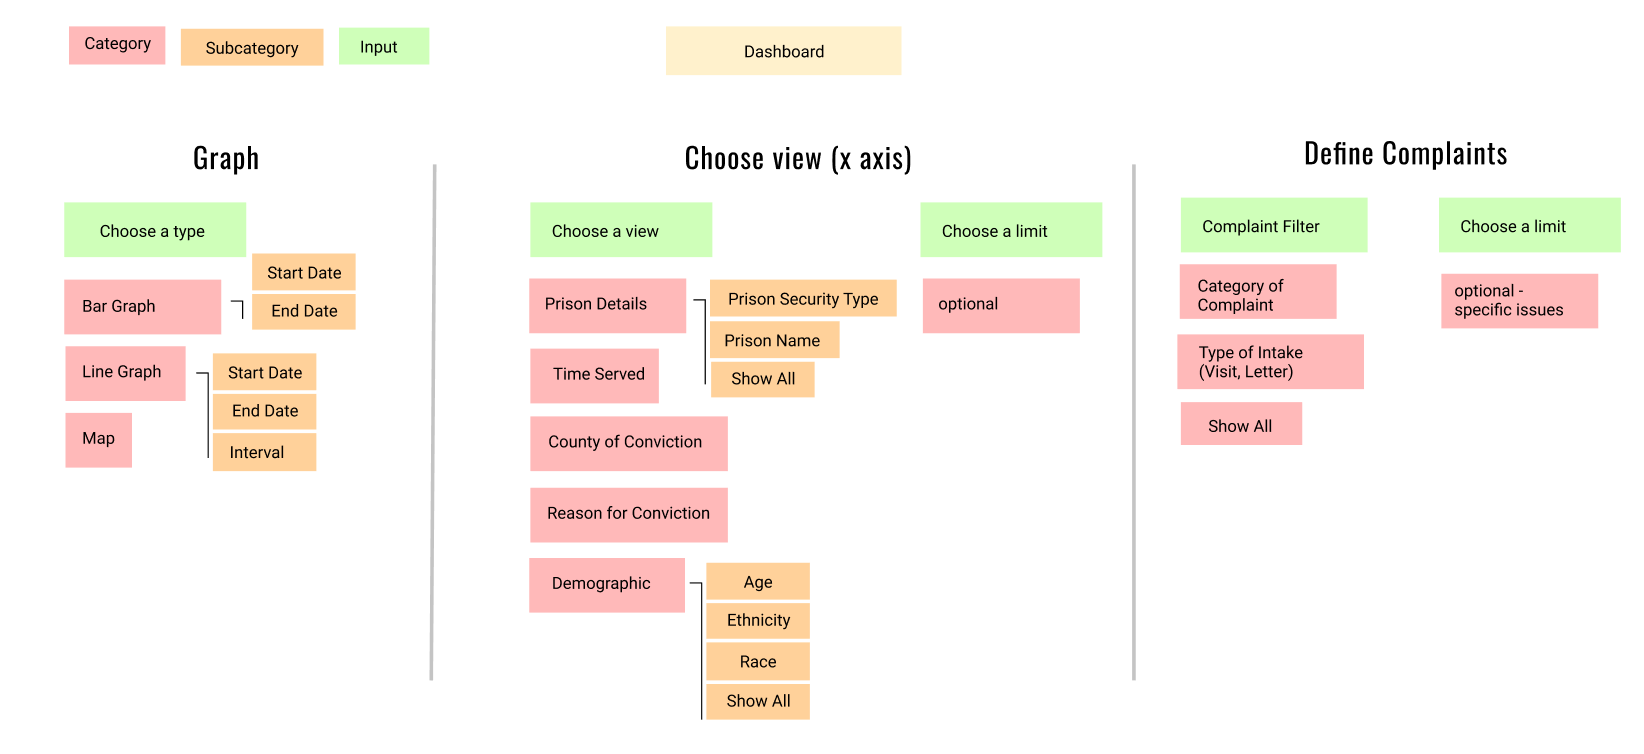 Category
Subcategory
Input
Dashboard
Graph
Choose a type
Start Date
End Date
Bar Graph
Line Graph
Start Date
End Date
Interval
Map
Choose view (x axis)
Choose a view
Choose a limit
Prison Details
Prison Security Type
Prison Name
Show All
optional
Time Served
County of Conviction
Reason for Conviction
Demographic
Age
Ethnicity
Race
Show All
Define Complaints
Complaint Filter
Choose a limit
Category of
Complaint
optional -
specific issues
Type of Intake
(Visit, Letter)
Show All